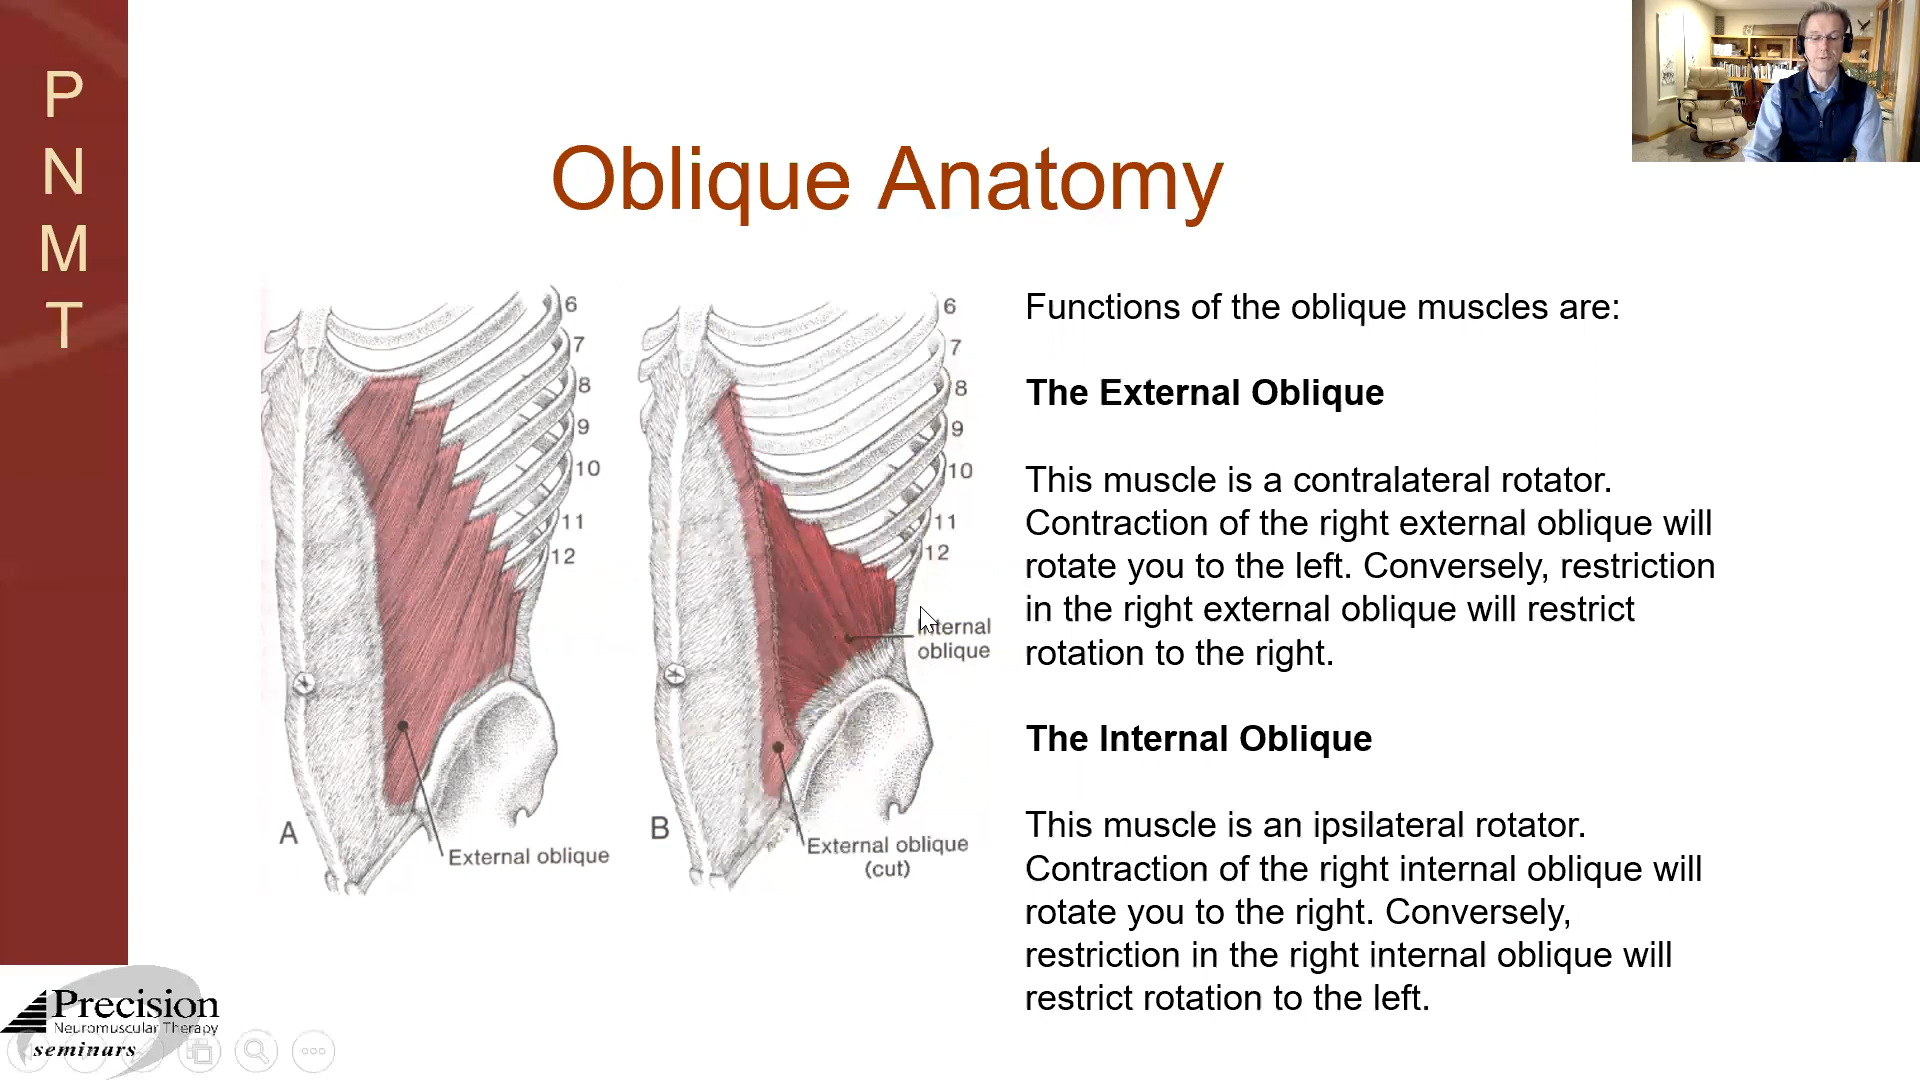 P
N
M
T
Oblique Anatomy
6
7
8
9
10
11
12
A
External oblique
6
7
8
9
10
11
12
Internal
oblique
B
External oblique
(cut)
Functions of the oblique muscles are:
The External Oblique
This muscle is a contralateral rotator.
Contraction of the right external oblique will
rotate you to the left. Conversely, restriction
in the right external oblique will restrict
rotation to the right.
The Internal Oblique
This muscle is an ipsilateral rotator.
Contraction of the right internal oblique will
rotate you to the right. Conversely,
restriction in the right internal oblique will
restrict rotation to the left.
Precision
Neuromuscular Therapy
seminars